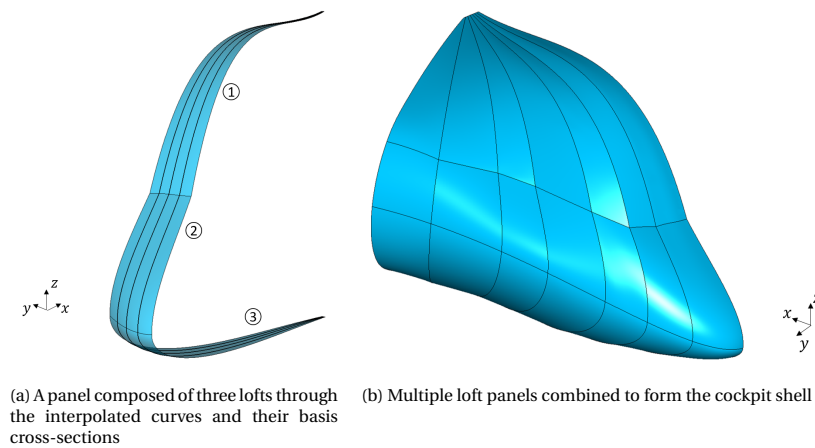 ①
②
③
z
y
x
z
x
y
(a) A panel composed of three lofts through
the interpolated curves and their basis
cross-sections
(b) Multiple loft panels combined to form the cockpit shell